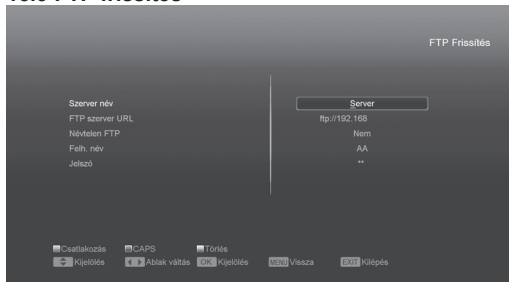 FTP Frissítés
Szerver név Server
FTP szerver URL ftp://192.168
Névtelen FTP Nem
Felh. név AA
Jelszó **
Csatlakozás CAPS Törlés
Kijelölés Ablak váltás OK Kijelölés MENU Vissza EXIT Kilépés